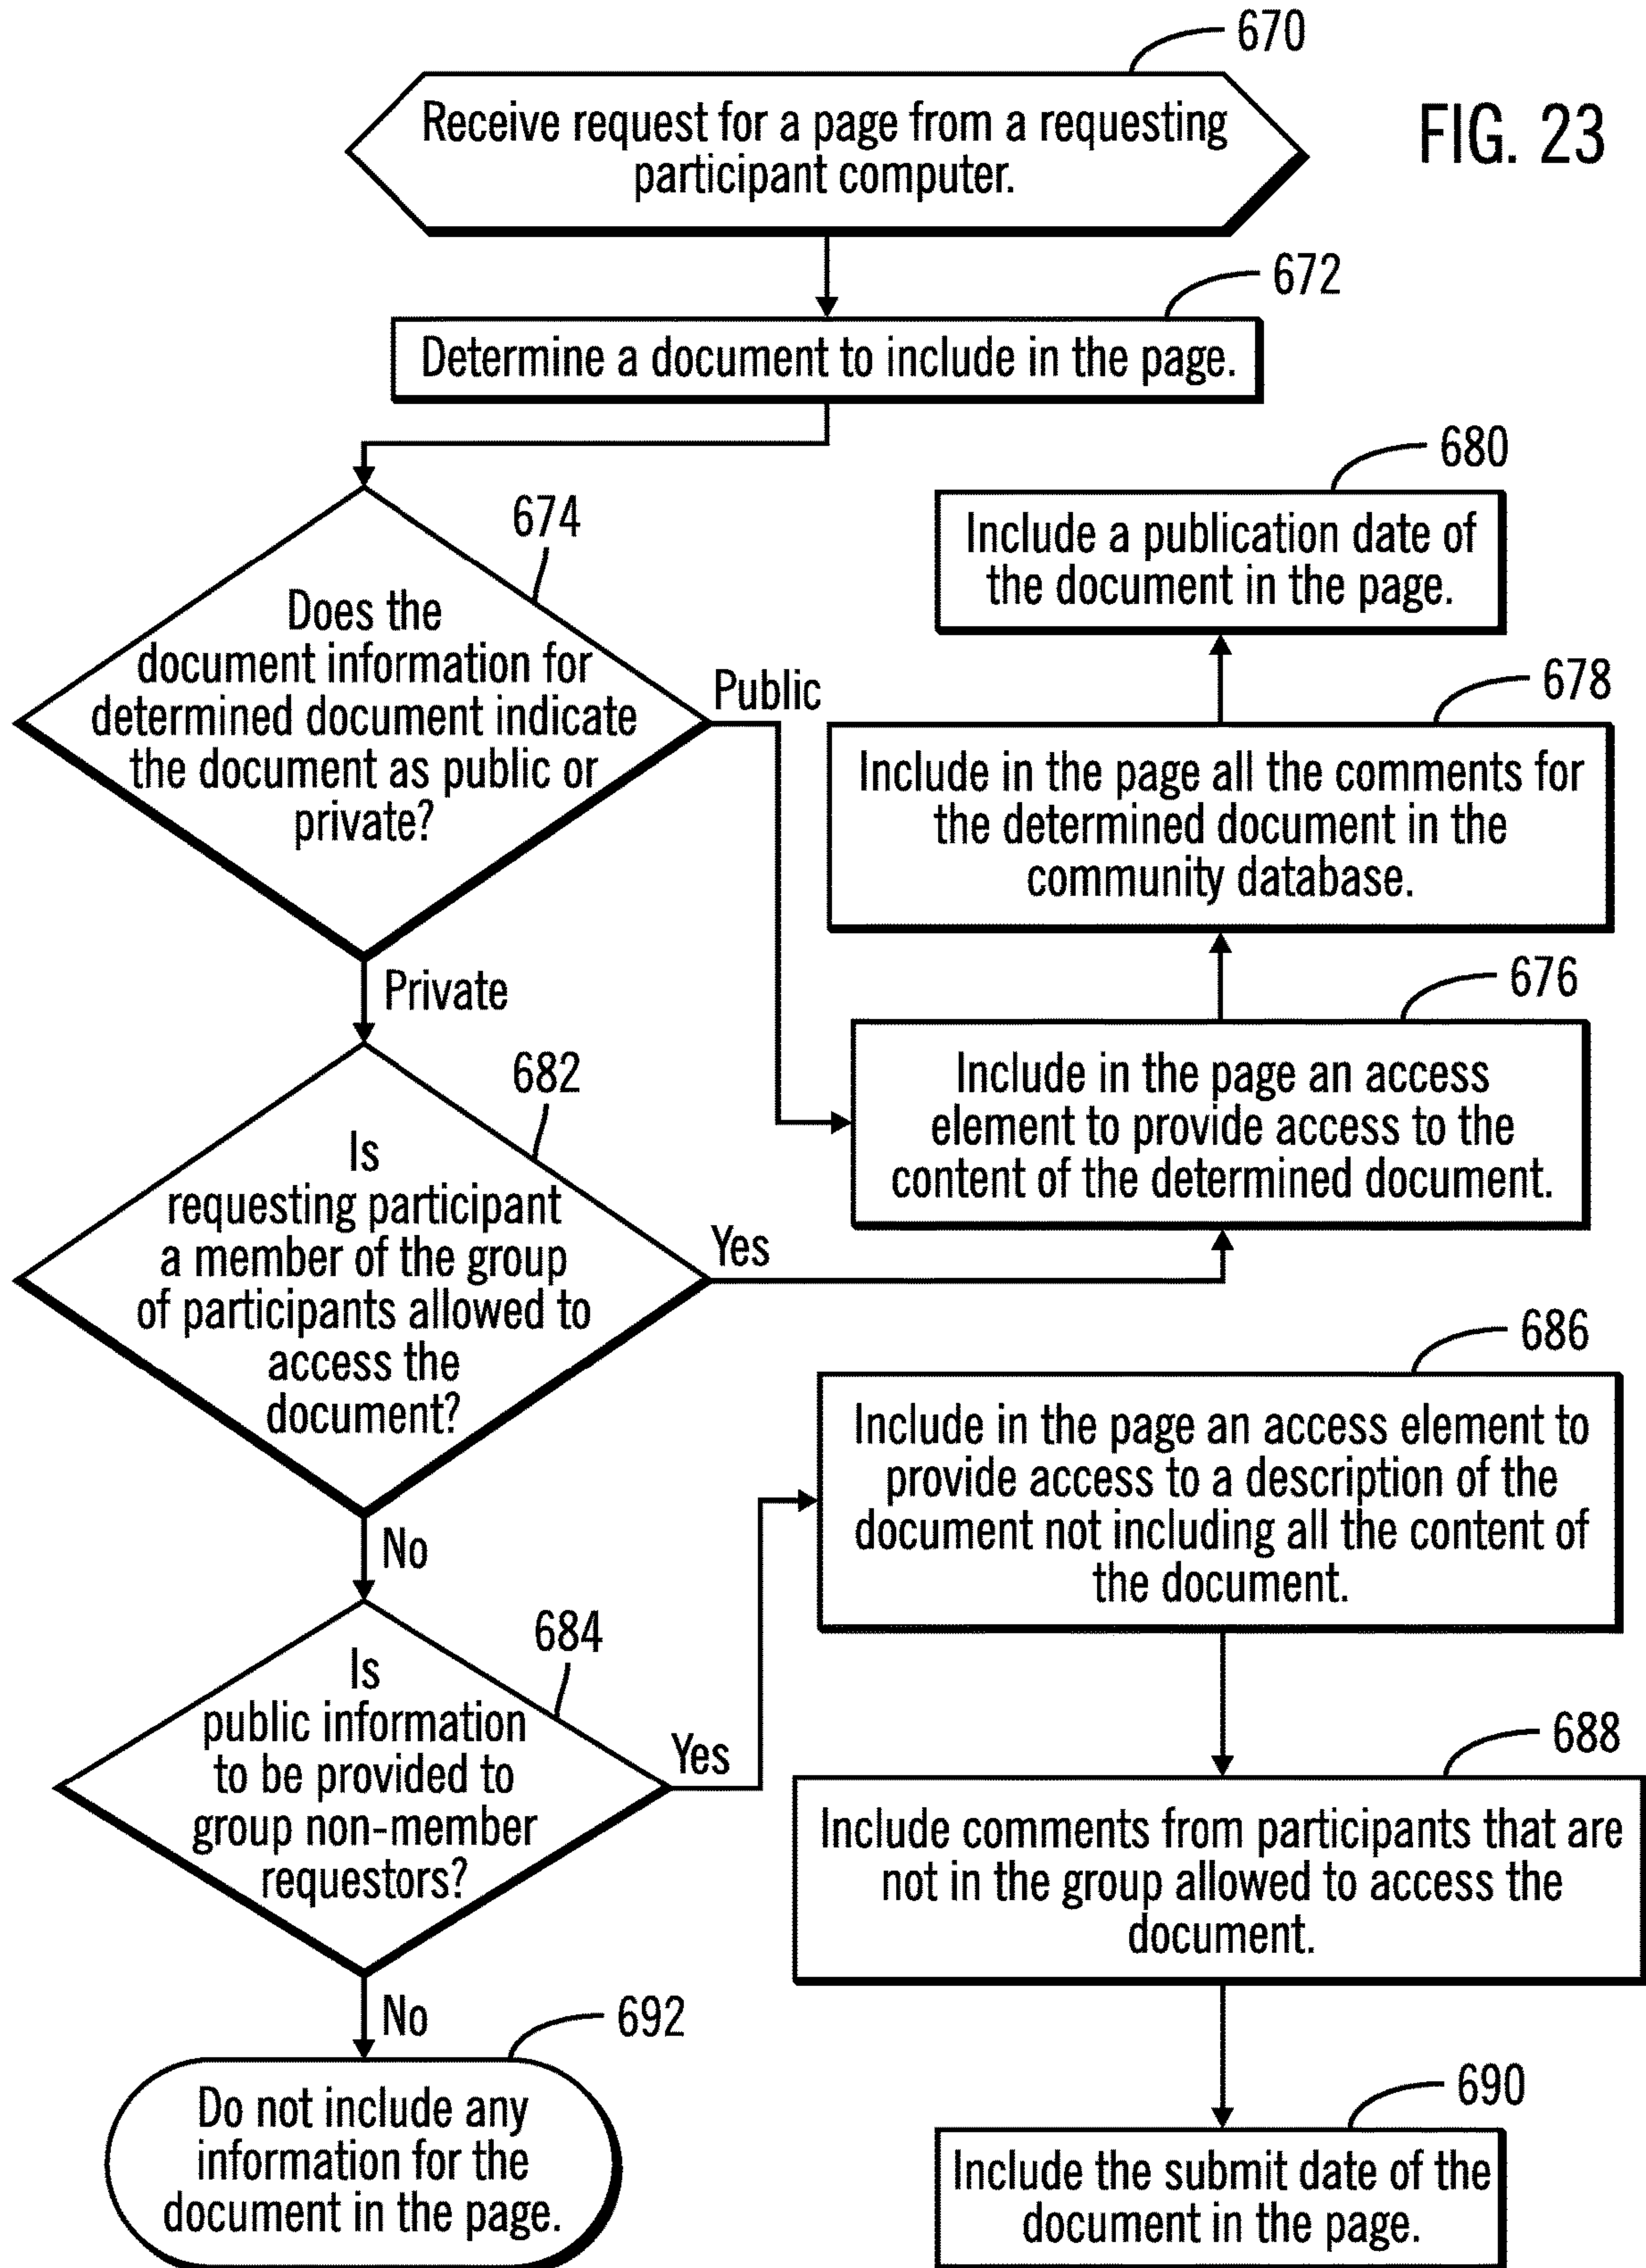 670
Receive request for a page from a requesting
participant computer.
FIG. 23
672
Determine a document to include in the page.
674
Does the
document information for
determined document indicate
the document as public or
private?
Public
Private
680
Include a publication date of
the document in the page.
678
Include in the page all the comments for
the determined document in the
community database.
676
Include in the page an access
element to provide access to the
content of the determined document.
682
Is
requesting participant
a member of the group
of participants allowed to
access the
document?
Yes
No
684
Is
public information
to be provided to
group non-member
requestors?
Yes
No
686
Include in the page an access element to
provide access to a description of the
document not including all the content of
the document.
688
Include comments from participants that are
not in the group allowed to access the
document.
690
Include the submit date of the
document in the page.
692
Do not include any
information for the
document in the page.